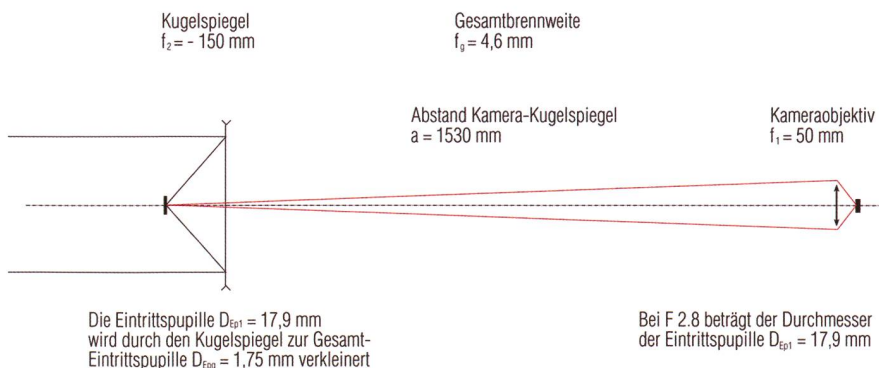 Kugelspiegel
f₂ = - 150 mm
Gesamtbrennweite
f₉ = 4,6 mm
Abstand Kamera-Kugelspiegel
a = 1530 mm
Kameraobjektiv
f₁ = 50 mm
Die Eintrittspupille D_Ep1 = 17,9 mm
wird durch den Kugelspiegel zur Gesamt-
Eintrittspupille D_Epg = 1,75 mm verkleinert
Bei F 2.8 beträgt der Durchmesser
der Eintrittspupille D_Ep1 = 17,9 mm